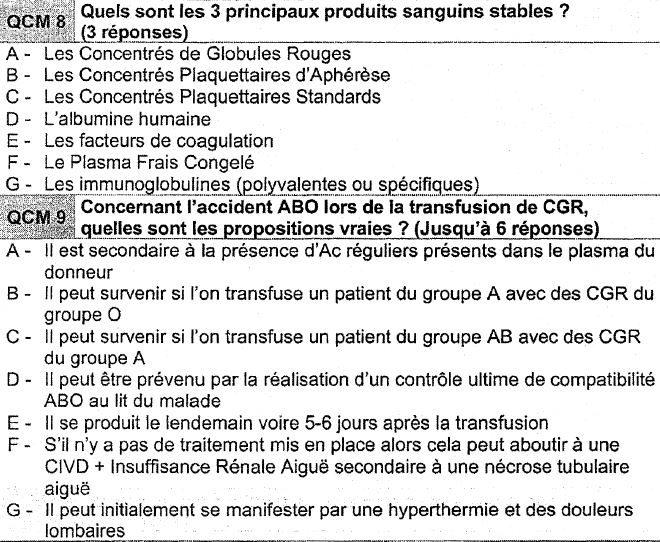 QCM 8 Quels sont les 3 principaux produits sanguins stables ?
(3 réponses)
A - Les Concentrés de Globules Rouges
B - Les Concentrés Plaquettaires d'Aphérèse
C - Les Concentrés Plaquettaires Standards
D - L'albumine humaine
E - Les facteurs de coagulation
F - Le Plasma Frais Congelé
G - Les immunoglobulines (polyvalentes ou spécifiques)
QCM 9 Concernant l'accident ABO lors de la transfusion de CGR,
quelles sont les propositions vraies ? (Jusqu'à 6 réponses)
A - Il est secondaire à la présence d'Ac réguliers présents dans le plasma du
donneur
B - Il peut survenir si l'on transfuse un patient du groupe A avec des CGR du
groupe O
C - Il peut survenir si l'on transfuse un patient du groupe AB avec des CGR
du groupe A
D - Il peut être prévenu par la réalisation d'un contrôle ultime de compatibilité
ABO au lit du malade
E - Il se produit le lendemain voire 5-6 jours après la transfusion
F - S'il n'y a pas de traitement mis en place alors cela peut aboutir à une
CIVD + Insuffisance Rénale Aiguë secondaire à une nécrose tubulaire
aiguë
G - Il peut initialement se manifester par une hyperthermie et des douleurs
lombaires